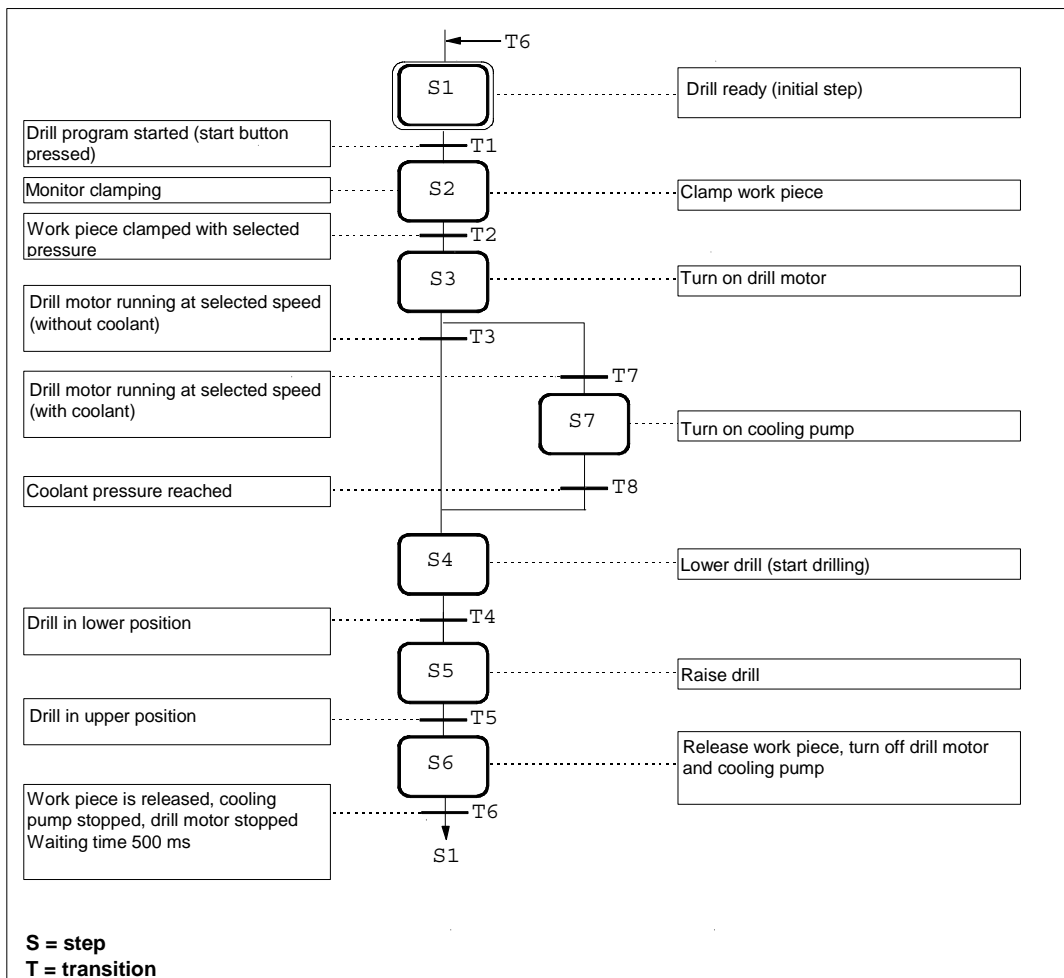 T6
S1
Drill ready (initial step)
Drill program started (start button
pressed)
T1
Monitor clamping
S2
Clamp work piece
Work piece clamped with selected
pressure
T2
S3
Turn on drill motor
Drill motor running at selected speed
(without coolant)
T3
Drill motor running at selected speed
(with coolant)
T7
S7
Turn on cooling pump
Coolant pressure reached
T8
S4
Lower drill (start drilling)
Drill in lower position
T4
S5
Raise drill
Drill in upper position
T5
S6
Release work piece, turn off drill motor
and cooling pump
Work piece is released, cooling
pump stopped, drill motor stopped
Waiting time 500 ms
T6
S1
S = step
T = transition